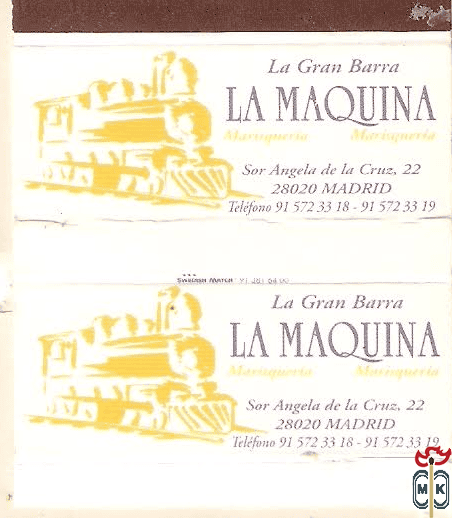 La Gran Barra
LA MAQUINA
Marisquería Marisquería
Sor Angela de la Cruz, 22
28020 MADRID
Teléfono 91 572 33 18 - 91 572 33 19
SWEDISH MATCH
La Gran Barra
LA MAQUINA
Marisquería Marisquería
Sor Angela de la Cruz, 22
28020 MADRID
Teléfono 91 572 33 18 - 91 572 33 19
MK